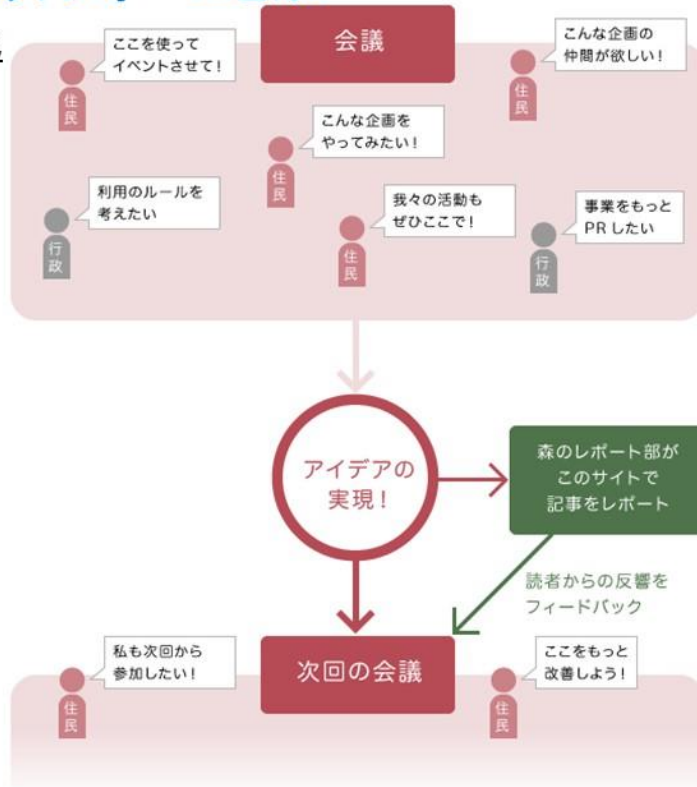 会議
ここを使って
イベントさせて！
住民
こんな企画の
仲間が欲しい！
住民
こんな企画を
やってみたい！
住民
利用のルールを
考えたい
行政
我々の活動も
ぜひここで！
住民
事業をもっと
PRしたい
行政
アイデアの
実現！
森のレポート部が
このサイトで
記事をレポート
読者からの反響を
フィードバック
次回の会議
私も次回から
参加したい！
住民
ここをもっと
改善しよう！
住民